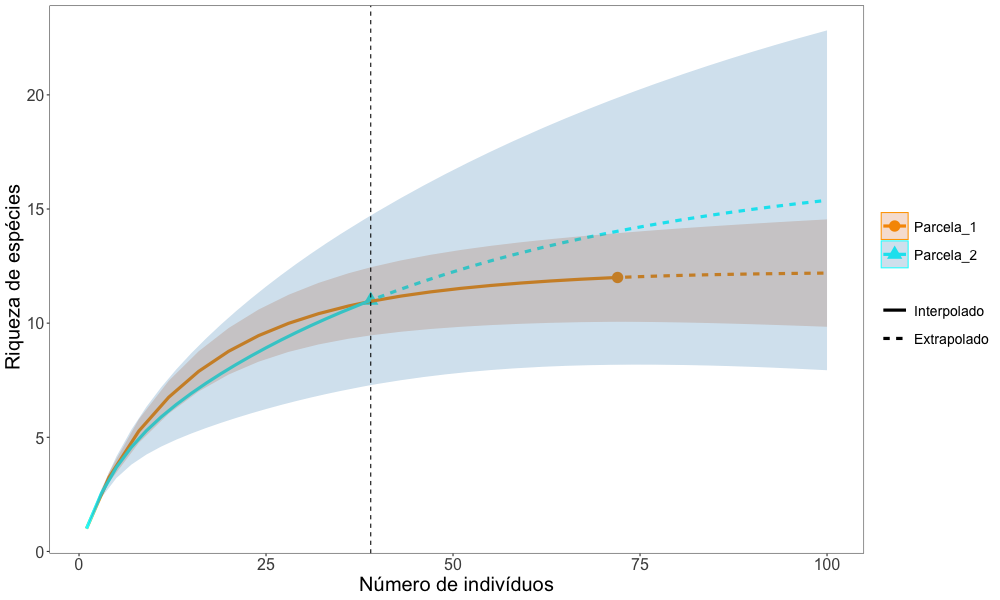 Riqueza de espécies
20
15
10
5
0
0 25 50 75 100
Número de indivíduos
Parcela_1
Parcela_2
Interpolado
Extrapolado